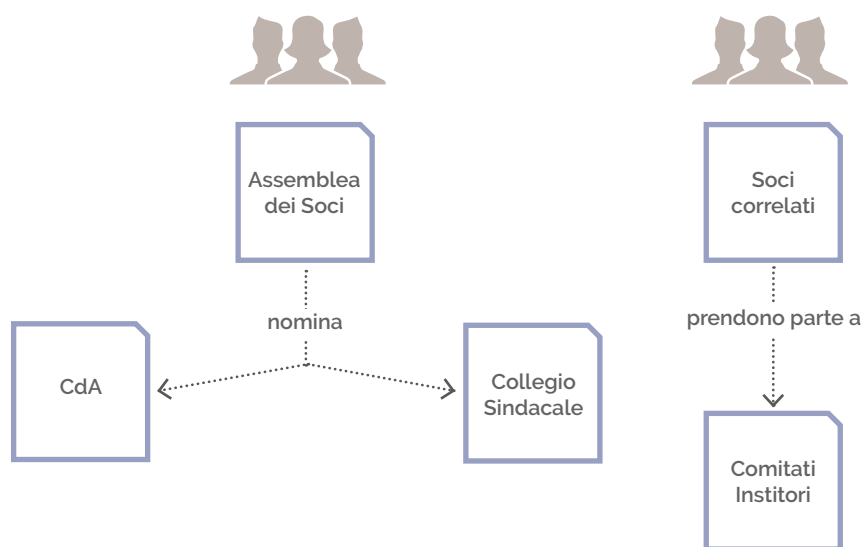 Assemblea
dei Soci
nomina
CdA
Collegio
Sindacale
Soci
correlati
prendono parte a
Comitati
Institori